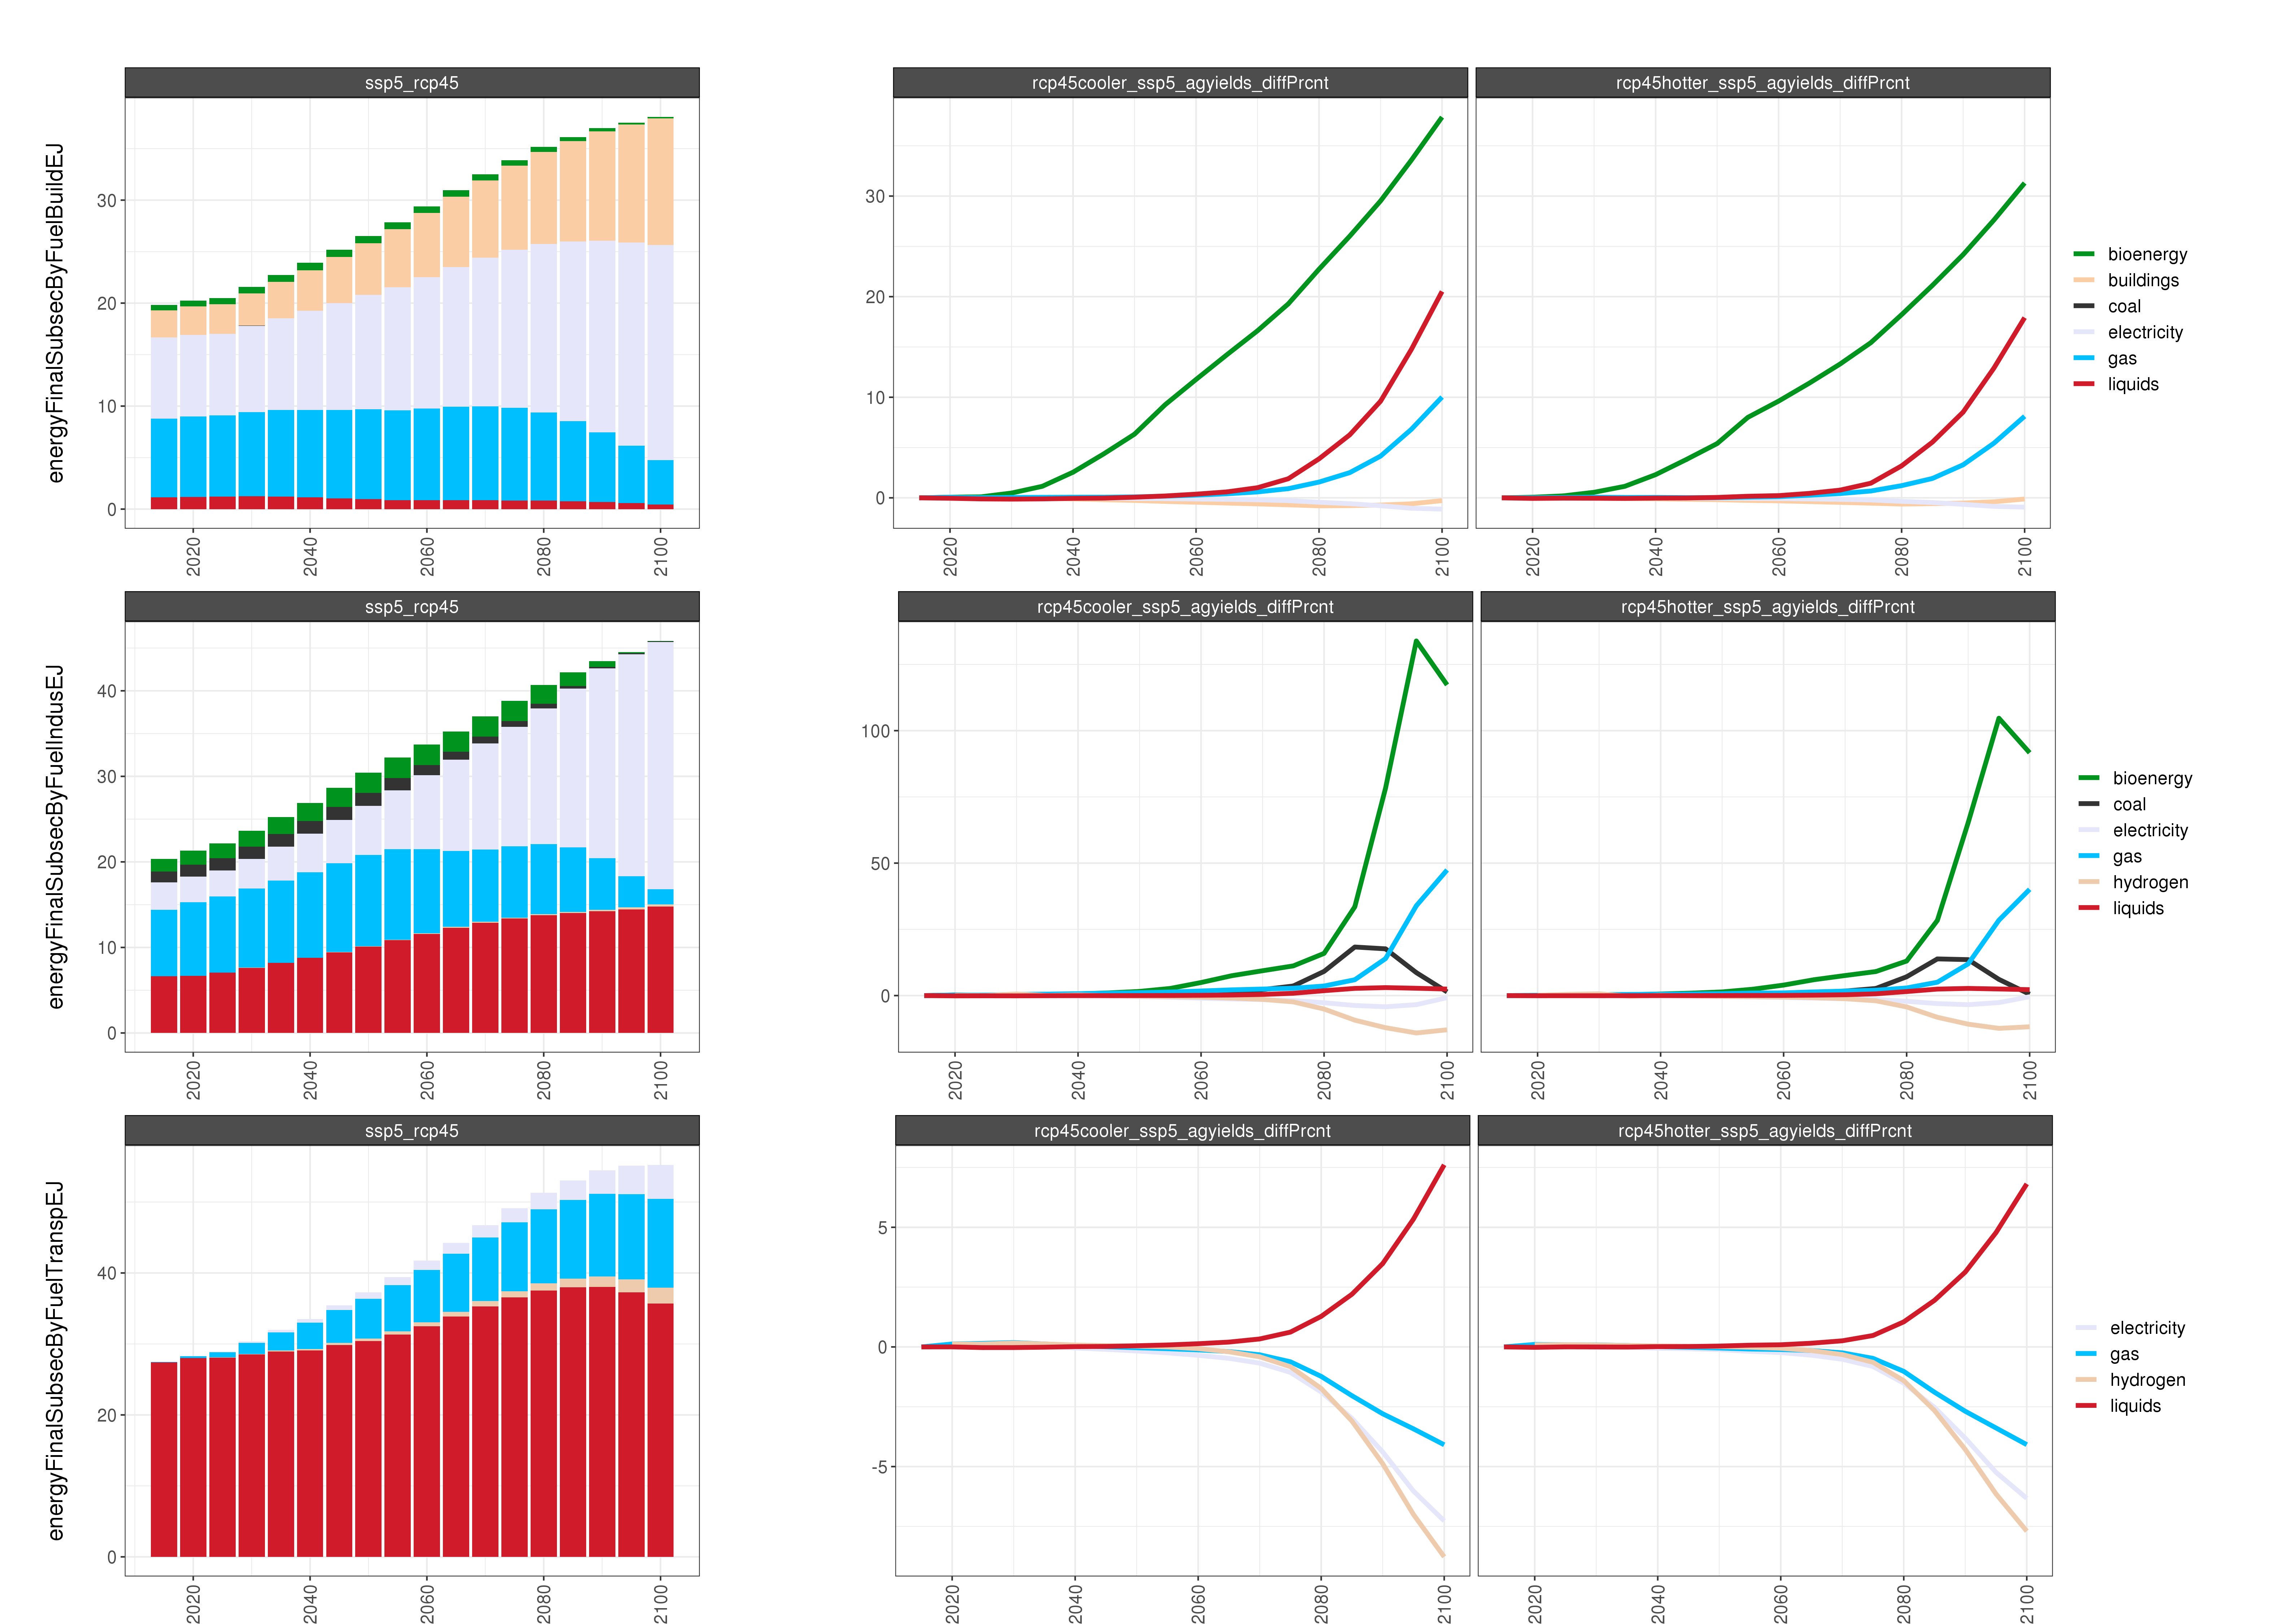 ssp5_rcp45
rcp45cooler_ssp5_agyields_diffPrcnt
rcp45hotter_ssp5_agyields_diffPrcnt
energyFinalSubsecByFuelBuildEJ
30
20
10
0
2020 2040 2060 2080 2100
30
20
10
0
2020 2040 2060 2080 2100
2020 2040 2060 2080 2100
bioenergy
buildings
coal
electricity
gas
liquids
ssp5_rcp45
rcp45cooler_ssp5_agyields_diffPrcnt
rcp45hotter_ssp5_agyields_diffPrcnt
energyFinalSubsecByFuelIndusEJ
40
30
20
10
0
2020 2040 2060 2080 2100
100
50
0
2020 2040 2060 2080 2100
2020 2040 2060 2080 2100
bioenergy
coal
electricity
gas
hydrogen
liquids
ssp5_rcp45
rcp45cooler_ssp5_agyields_diffPrcnt
rcp45hotter_ssp5_agyields_diffPrcnt
energyFinalSubsecByFuelTranspEJ
40
20
0
2020 2040 2060 2080 2100
5
0
-5
2020 2040 2060 2080 2100
2020 2040 2060 2080 2100
electricity
gas
hydrogen
liquids